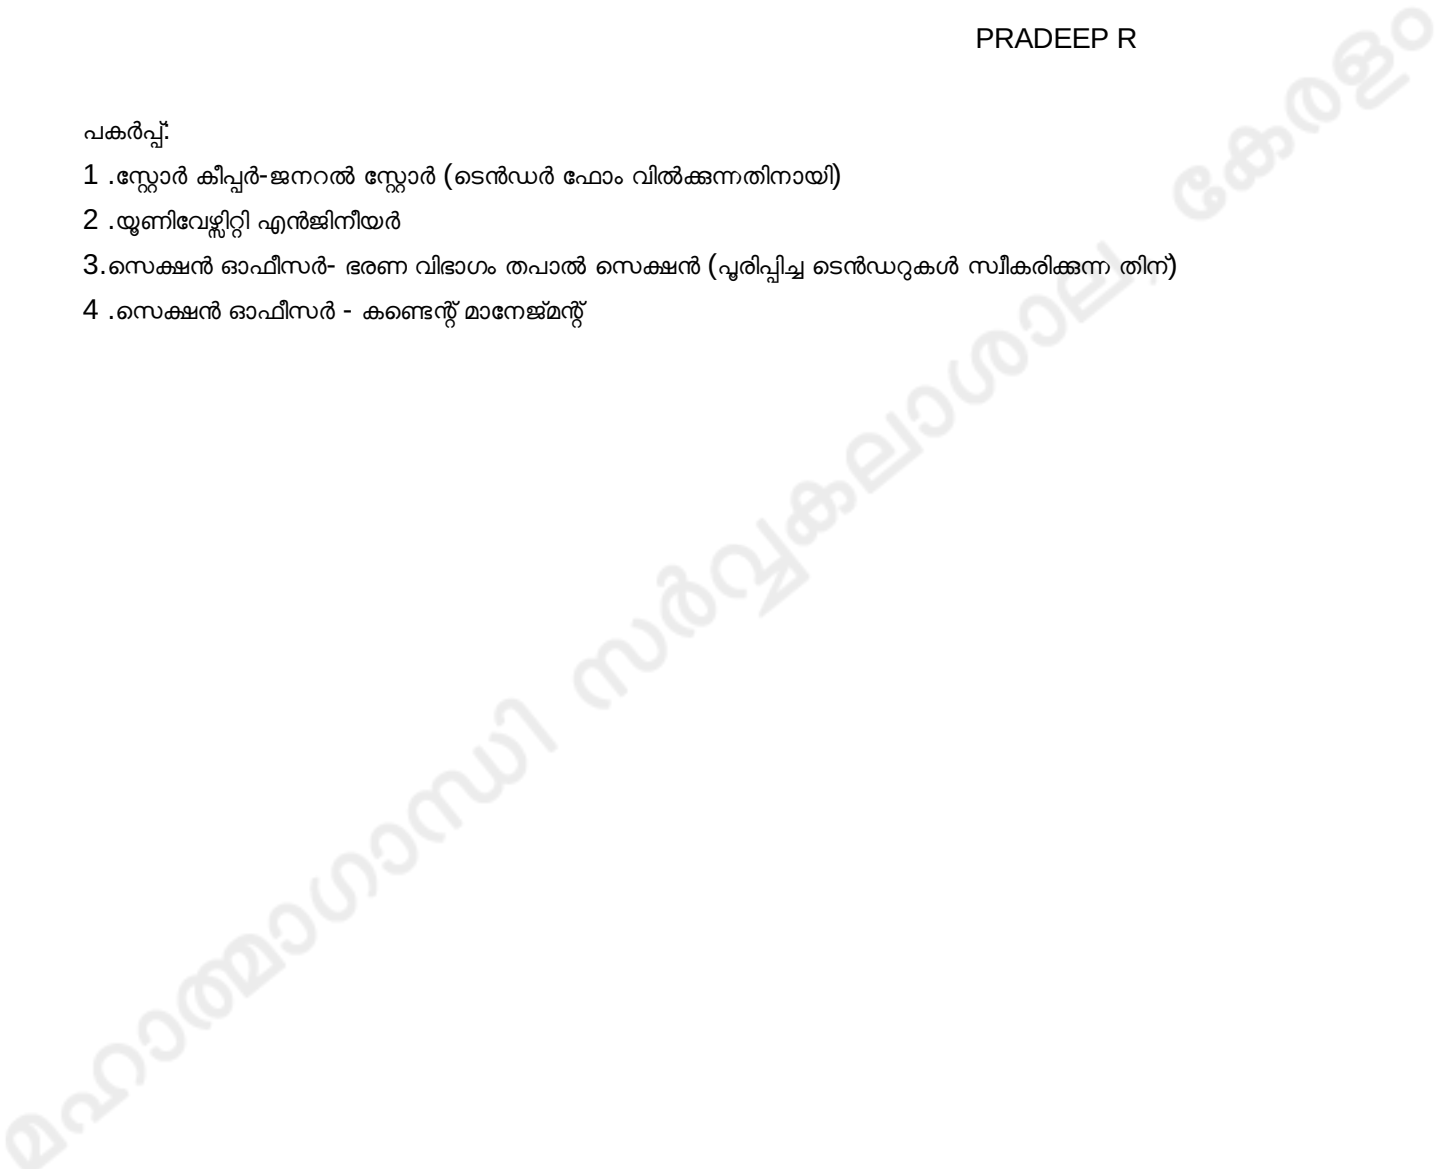 PRADEEP R
പകർപ്പ്:
1 .സ്റ്റോർ കീപ്പർ-ജനറൽ സ്റ്റോർ (ടെൻഡർ ഫോം വിൽക്കുന്നതിനായി)
2 .യൂണിവേഴ്സിറ്റി എൻജിനീയർ
3.സെക്ഷൻ ഓഫീസർ- ഭരണ വിഭാഗം തപാൽ സെക്ഷൻ (പൂരിപ്പിച്ച ടെൻഡറുകൾ സ്വീകരിക്കുന്ന തിന്)
4 .സെക്ഷൻ ഓഫീസർ - കണ്ടെന്റ് മാനേജ്മന്റ്
മഹാത്മാഗാന്ധി സർവ്വകലാശാല, കേരളം